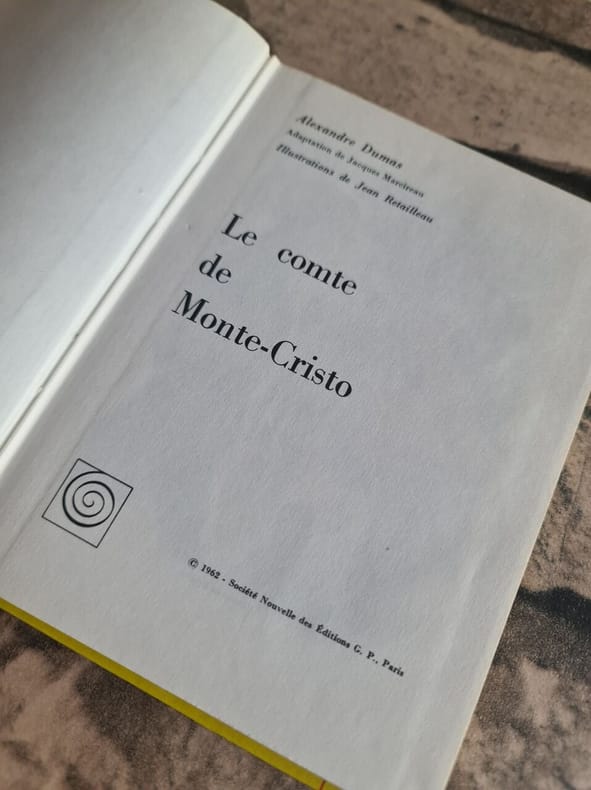 Alexandre Dumas
Adaptation de Jacques Marcireau
Illustrations de Jean Retailleau
Le comte
de
Monte-Cristo
© 1962 - Société Nouvelle des Éditions G. P., Paris